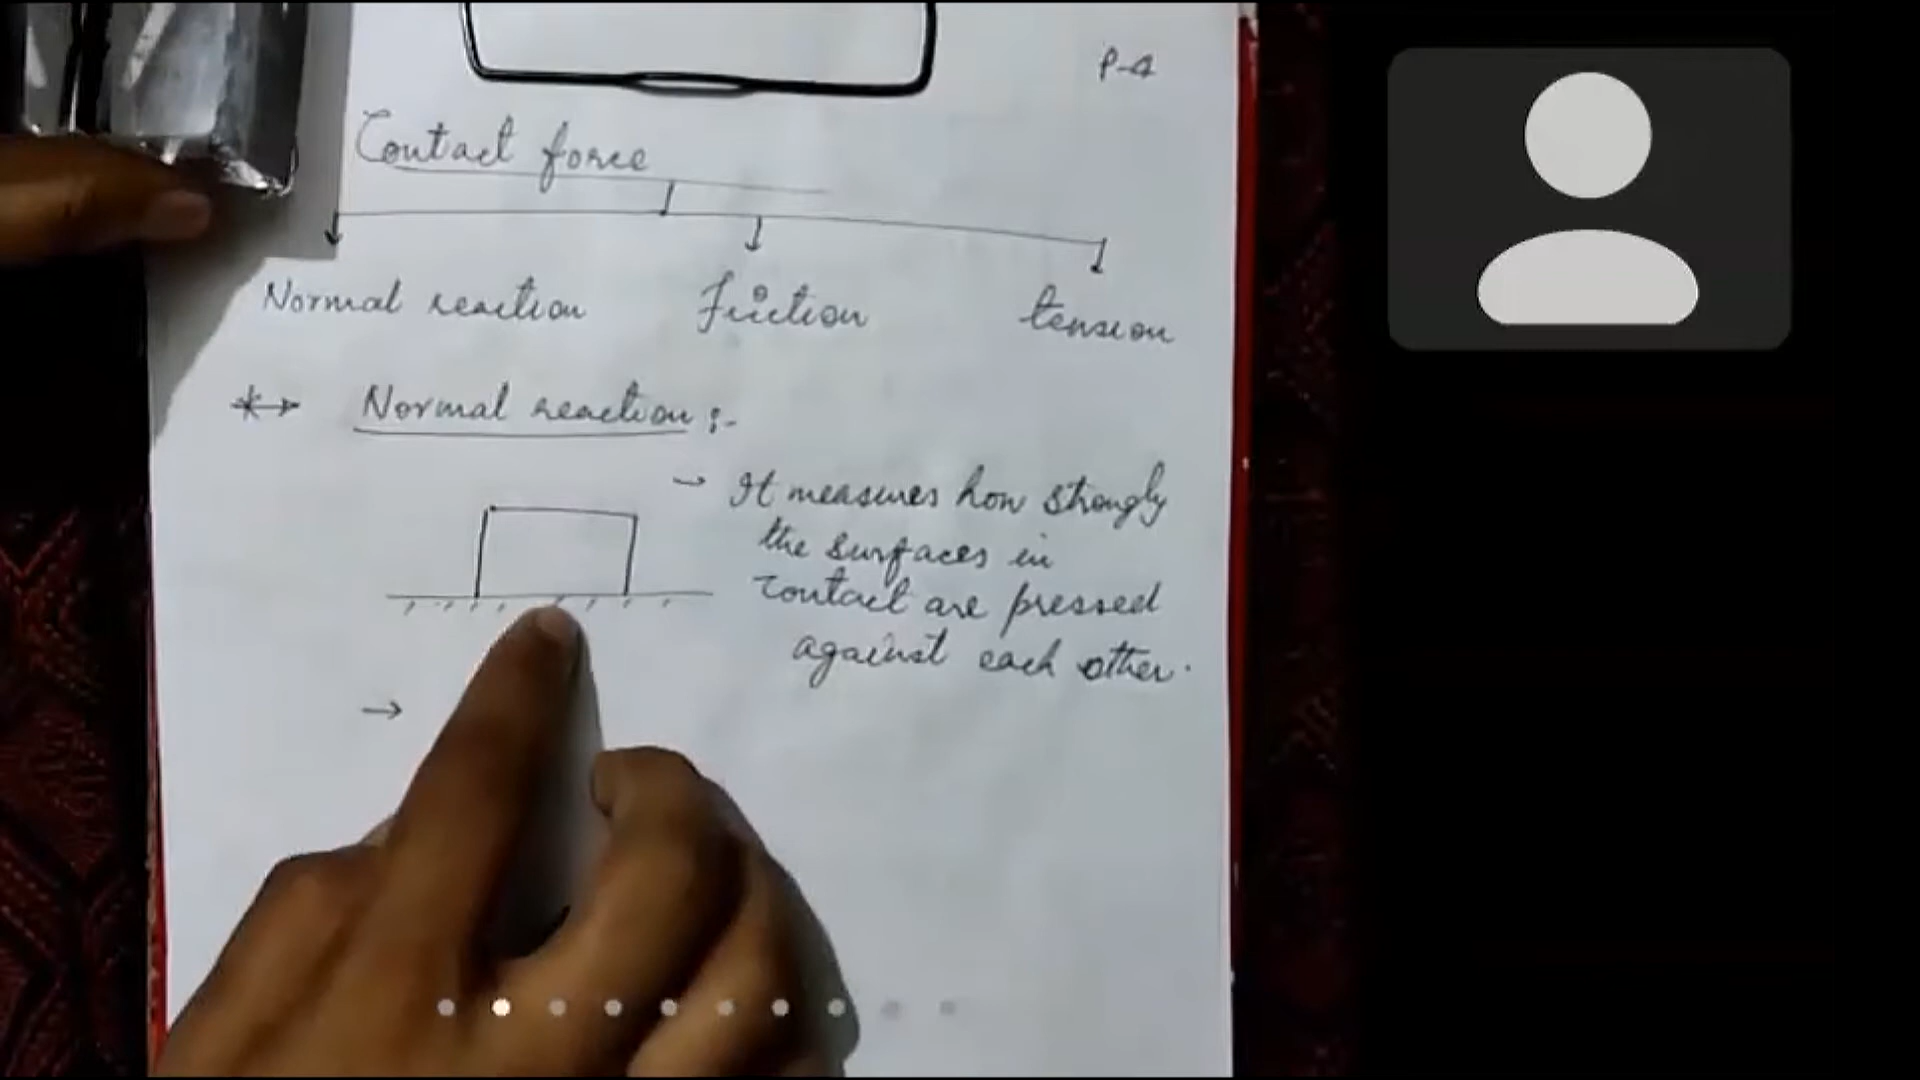 P-4
Contact force
Normal reaction friction tension
Normal reaction :-
→ It measures how strongly
the surfaces in
contact are pressed
against each other.
→